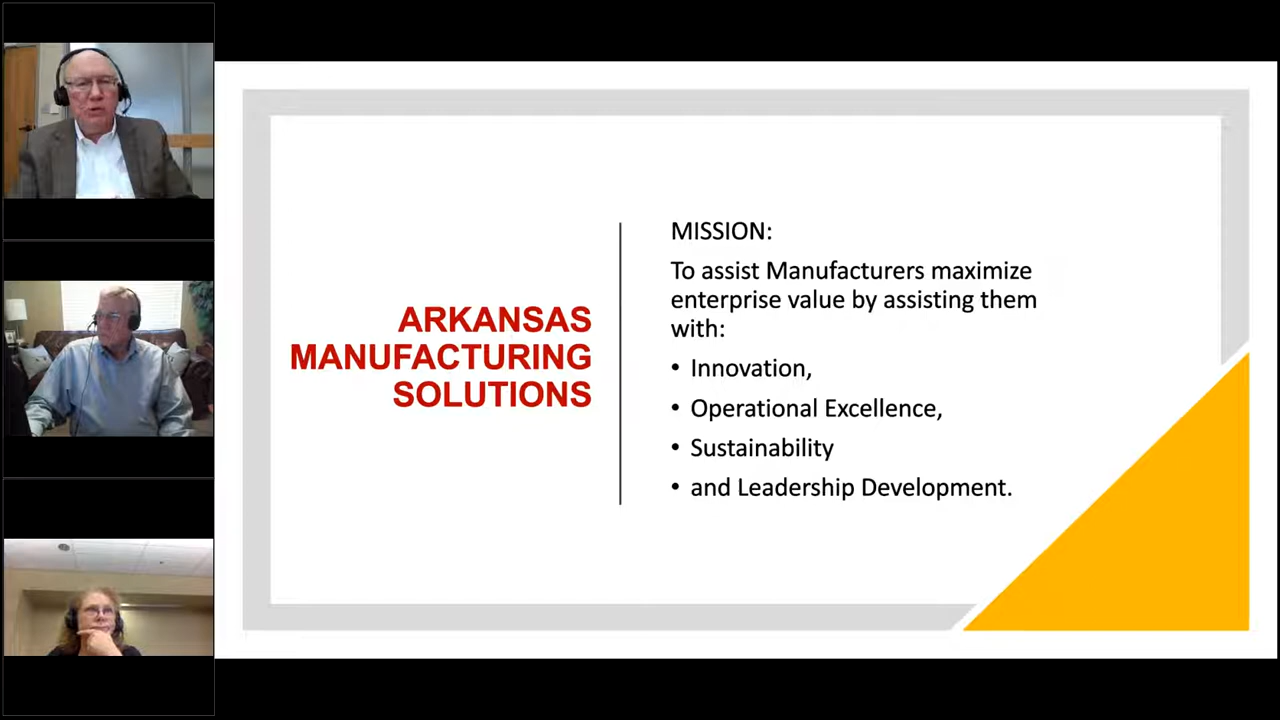 ARKANSAS
MANUFACTURING
SOLUTIONS
MISSION:
To assist Manufacturers maximize
enterprise value by assisting them
with:
• Innovation,
• Operational Excellence,
• Sustainability
• and Leadership Development.